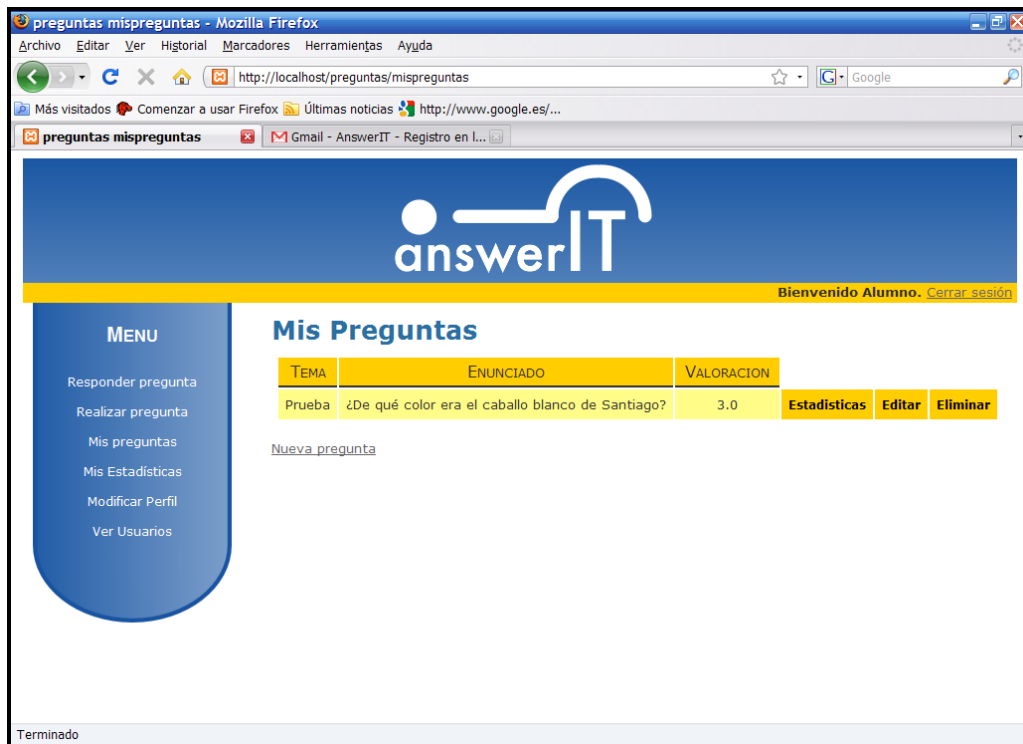 preguntas mispreguntas - Mozilla Firefox
Archivo Editar Ver Historial Marcadores Herramientas Ayuda
http://localhost/preguntas/mispreguntas G Google
Más visitados Comenzar a usar Firefox Últimas noticias http://www.google.es/...
preguntas mispreguntas Gmail - AnswerIT - Registro en l...
answerIT
Bienvenido Alumno. Cerrar sesión
MENU
Responder pregunta
Realizar pregunta
Mis preguntas
Mis Estadísticas
Modificar Perfil
Ver Usuarios
Mis Preguntas
TEMA ENUNCIADO VALORACION
Prueba ¿De qué color era el caballo blanco de Santiago? 3.0 Estadisticas Editar Eliminar
Nueva pregunta
Terminado